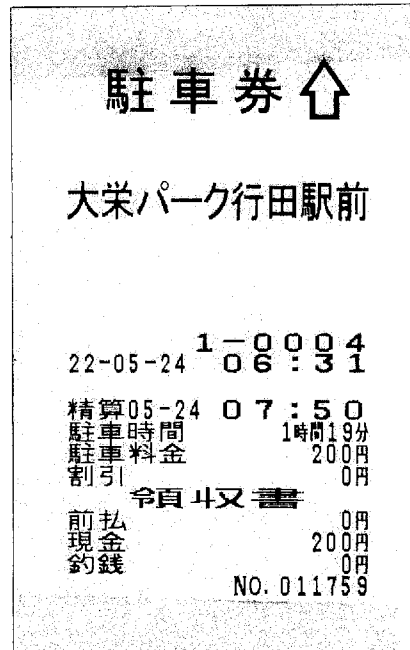 駐車券
大栄パーク行田駅前
1-0004
22-05-24 06:31
精算05-24 07:50
駐車時間 1時間19分
駐車料金 200円
割引 0円
領収書
前払 0円
現金 200円
釣銭 0円
NO.011759